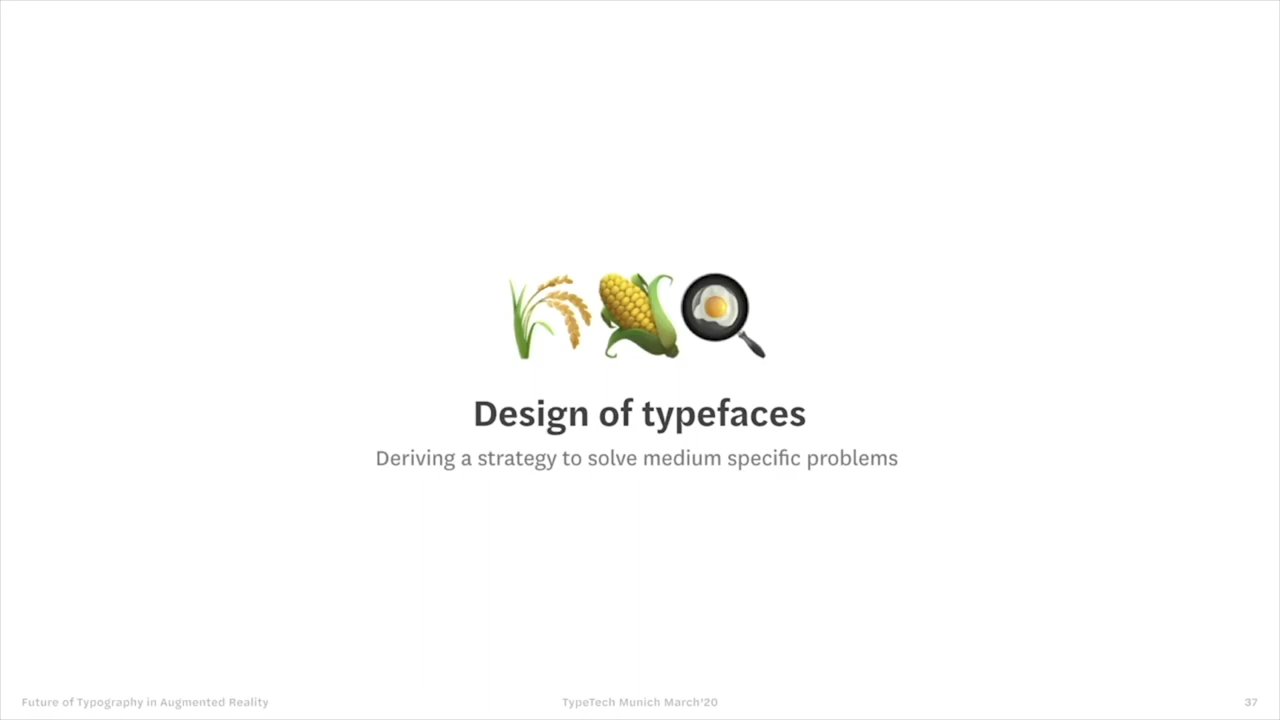 Design of typefaces
Deriving a strategy to solve medium specific problems
Future of Typography in Augmented Reality
TypeTech Munich March'20
37